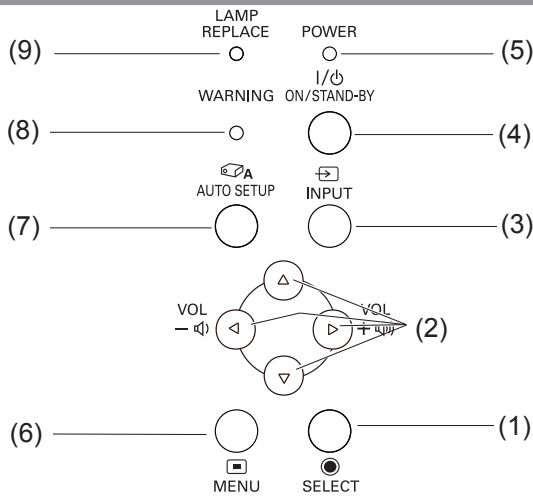 LAMP
REPLACE
POWER
(9)
(5)
I/⏻
WARNING
ON/STAND-BY
(8)
(4)
A
AUTO SETUP
INPUT
(7)
(3)
VOL
VOL
−
+
(2)
(6)
(1)
MENU
SELECT